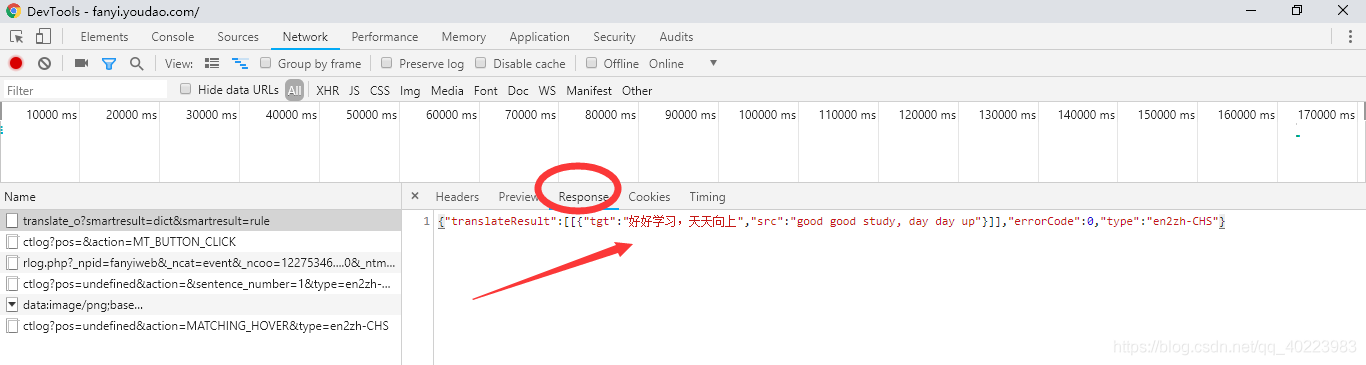 DevTools - fanyi.youdao.com/
Elements Console Sources Network Performance Memory Application Security Audits
View: Group by frame Preserve log Disable cache Offline Online
Filter Hide data URLs All XHR JS CSS Img Media Font Doc WS Manifest Other
10000 ms 20000 ms 30000 ms 40000 ms 50000 ms 60000 ms 70000 ms 80000 ms 90000 ms 100000 ms 110000 ms 120000 ms 130000 ms 140000 ms 150000 ms 160000 ms 170000 ms
Name
Headers Preview Response Cookies Timing
translate_o?smartresult=dict&smartresult=rule
1 {"translateResult":[[{"tgt":"好好学习，天天向上","src":"good good study, day day up"}]],"errorCode":0,"type":"en2zh-CHS"}
ctlog?pos=&action=MT_BUTTON_CLICK
rlog.php?_npid=fanyiweb&_ncat=event&_ncoo=12275346....0&_ntm...
ctlog?pos=undefined&action=&sentence_number=1&type=en2zh-...
data:image/png;base...
ctlog?pos=undefined&action=MATCHING_HOVER&type=en2zh-CHS
https://blog.csdn.net/qq_40223983